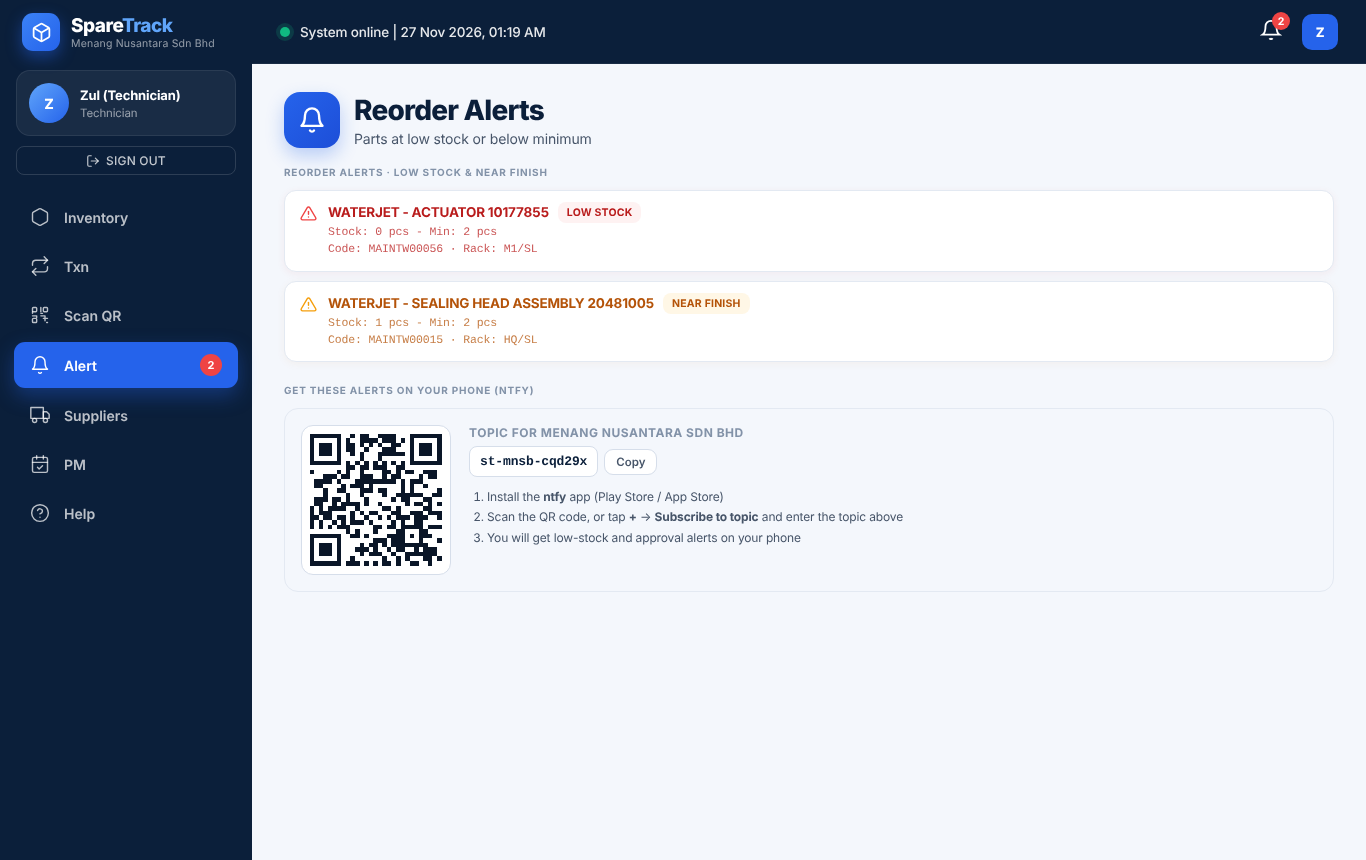 SpareTrack
Menang Nusantara Sdn Bhd
System online | 27 Nov 2026, 01:19 AM
2
Z
Z
Zul (Technician)
Technician
SIGN OUT
Inventory
Txn
Scan QR
Alert
2
Suppliers
PM
Help
Reorder Alerts
Parts at low stock or below minimum
REORDER ALERTS · LOW STOCK & NEAR FINISH
WATERJET - ACTUATOR 10177855 LOW STOCK
Stock: 0 pcs - Min: 2 pcs
Code: MAINTW00056 · Rack: M1/SL
WATERJET - SEALING HEAD ASSEMBLY 20481005 NEAR FINISH
Stock: 1 pcs - Min: 2 pcs
Code: MAINTW00015 · Rack: HQ/SL
GET THESE ALERTS ON YOUR PHONE (NTFY)
TOPIC FOR MENANG NUSANTARA SDN BHD
st-mnsb-cqd29x Copy
1. Install the ntfy app (Play Store / App Store)
2. Scan the QR code, or tap + → Subscribe to topic and enter the topic above
3. You will get low-stock and approval alerts on your phone